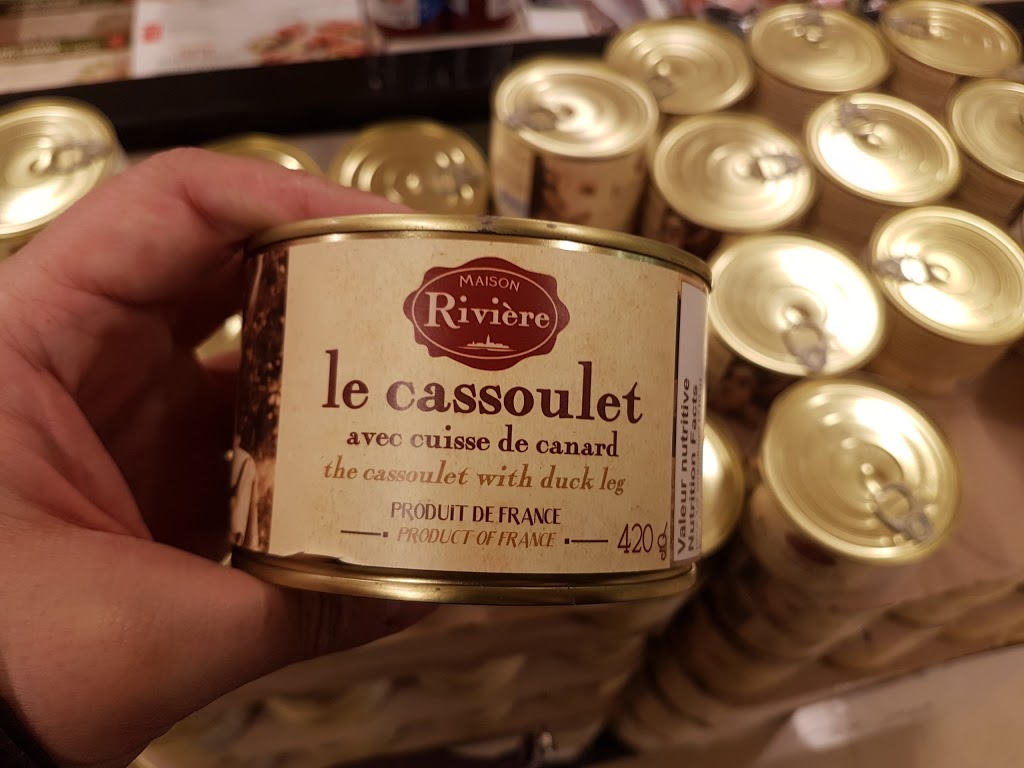 MAISON
Rivière
le cassoulet
avec cuisse de canard
the cassoulet with duck leg
PRODUIT DE FRANCE
PRODUCT OF FRANCE
420 g
Valeur nutritive
Nutrition Facts